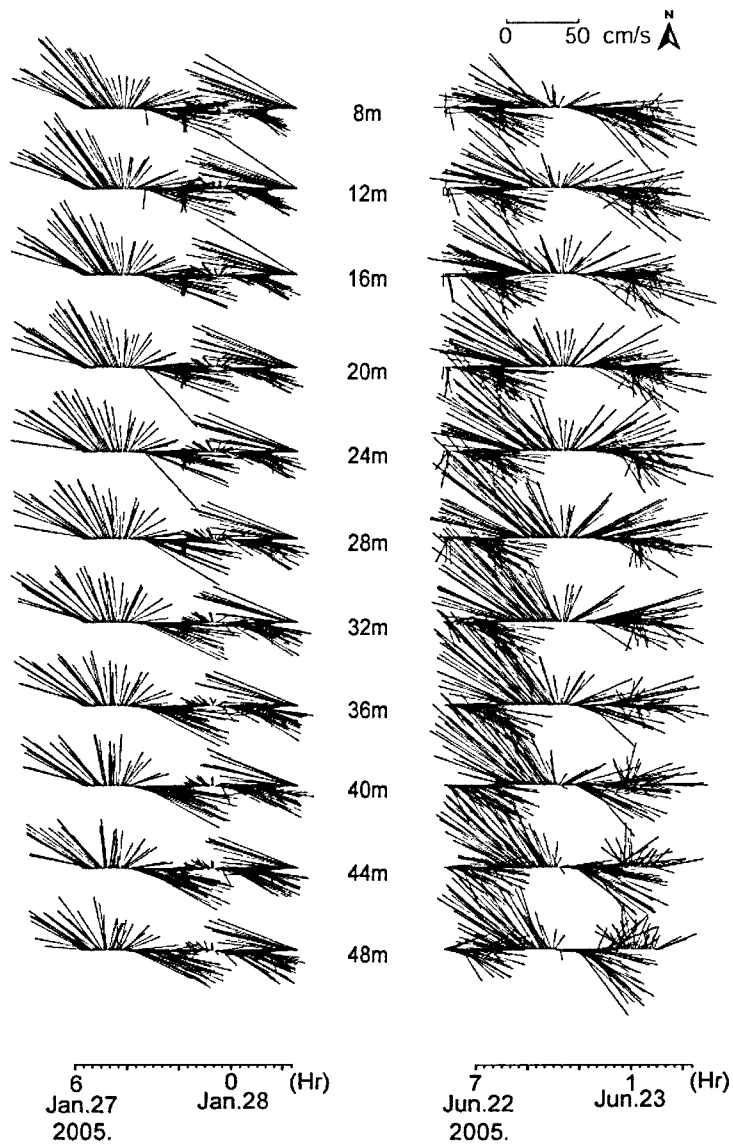 N
0 50 cm/s
8m
12m
16m
20m
24m
28m
32m
36m
40m
44m
48m
6 0 (Hr)
Jan.27 Jan.28
2005.
7 1 (Hr)
Jun.22 Jun.23
2005.